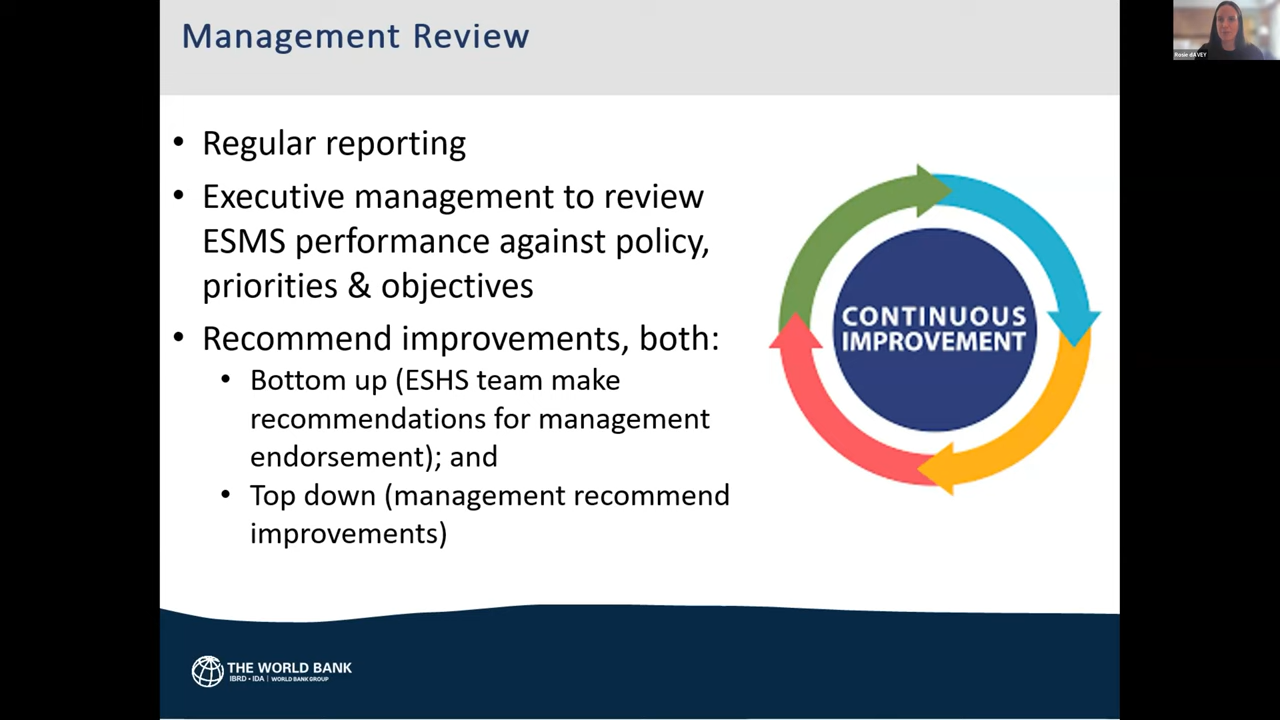 Management Review
• Regular reporting
• Executive management to review
ESMS performance against policy,
priorities & objectives
• Recommend improvements, both:
• Bottom up (ESHS team make
recommendations for management
endorsement); and
• Top down (management recommend
improvements)
CONTINUOUS
IMPROVEMENT
THE WORLD BANK
IBRD • IDA | WORLD BANK GROUP
Rosie dAVEY